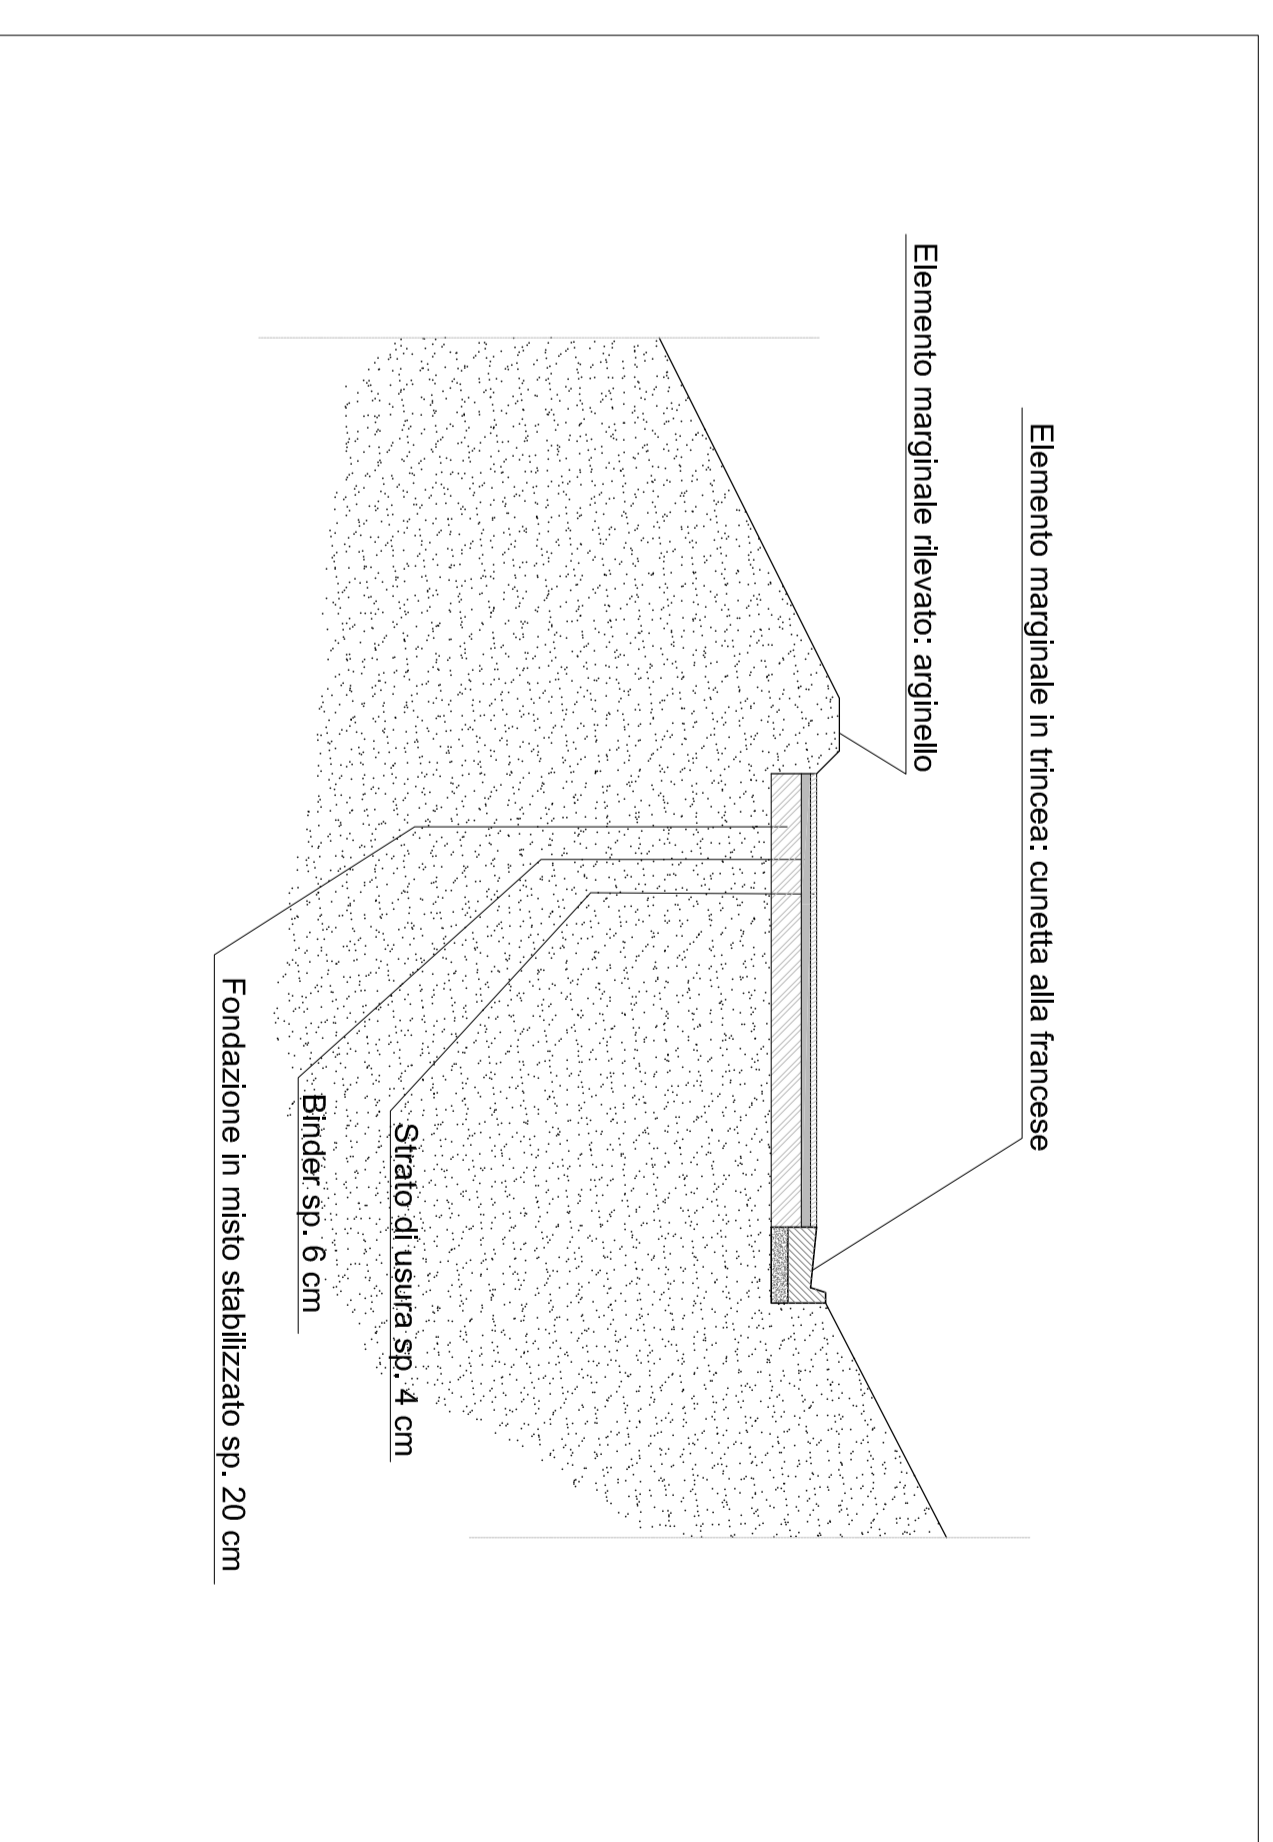 Elemento marginale in trincea: cunetta alla francese
Elemento marginale rilevato: arginello
Strato di usura sp. 4 cm
Binder sp. 6 cm
Fondazione in misto stabilizzato sp. 20 cm